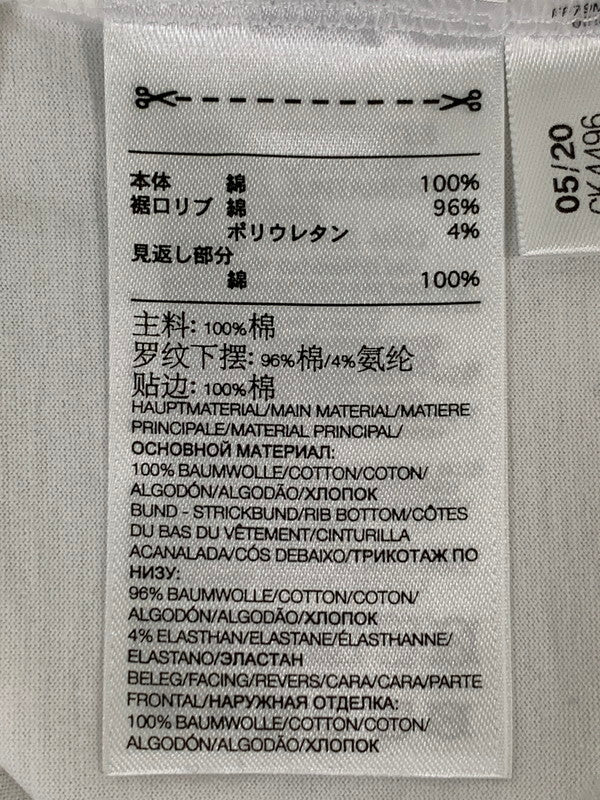 本体 綿 100%
裾口リブ 綿 96%
ポリウレタン 4%
見返し部分
綿 100%
主料: 100%棉
罗纹下摆: 96%棉/4%氨纶
贴边: 100%棉
HAUPTMATERIAL/MAIN MATERIAL/MATIERE
PRINCIPALE/MATERIAL PRINCIPAL/
ОСНОВНОЙ МАТЕРИАЛ:
100% BAUMWOLLE/COTTON/COTON/
ALGODÓN/ALGODÃO/ХЛОПОК
BUND - STRICKBUND/RIB BOTTOM/CÔTES
DU BAS DU VÊTEMENT/CINTURILLA
ACANALADA/CÓS DEBAIXO/ТРИКОТАЖ ПО
НИЗУ:
96% BAUMWOLLE/COTTON/COTON/
ALGODÓN/ALGODÃO/ХЛОПОК
4% ELASTHAN/ELASTANE/ÉLASTHANNE/
ELASTANO/ЭЛАСТАН
BELEG/FACING/REVERS/CARA/CARA/PARTE
FRONTAL/НАРУЖНАЯ ОТДЕЛКА:
100% BAUMWOLLE/COTTON/COTON/
ALGODÓN/ALGODÃO/ХЛОПОК
05/20
CK4496